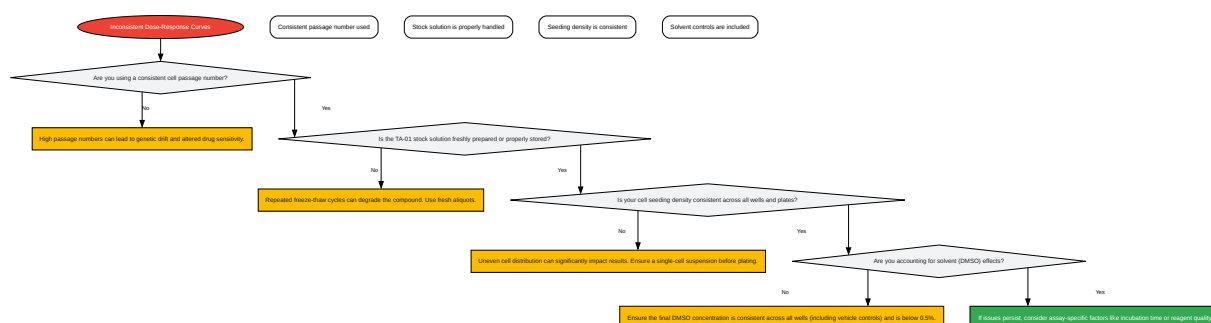 Inconsistent Dose-Response Curves
Consistent passage number used
Stock solution is properly handled
Seeding density is consistent
Solvent controls are included
Are you using a consistent cell passage number?
No
Yes
High passage numbers can lead to genetic drift and altered drug sensitivity.
Is the TA-01 stock solution freshly prepared or properly stored?
No
Yes
Repeated freeze-thaw cycles can degrade the compound. Use fresh aliquots.
Is your cell seeding density consistent across all wells and plates?
No
Yes
Uneven cell distribution can significantly impact results. Ensure a single-cell suspension before plating.
Are you accounting for solvent (DMSO) effects?
No
Yes
Ensure the final DMSO concentration is consistent across all wells (including vehicle controls) and is below 0.5%.
If issues persist, consider assay-specific factors like incubation time or reagent quality